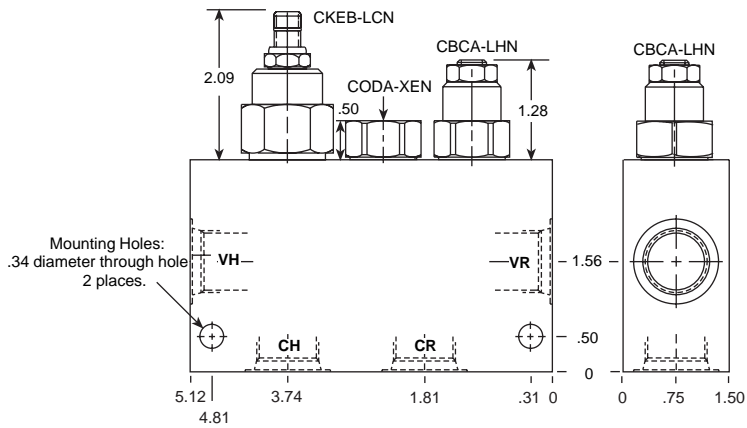 CKEB-LCN
CBCA-LHN
CBCA-LHN
2.09
CODA-XEN
.50
1.28
Mounting Holes:
.34 diameter through hole
2 places.
VH
VR
1.56
CH
CR
.50
0
5.12
3.74
1.81
.31
0
0
.75
1.50
4.81